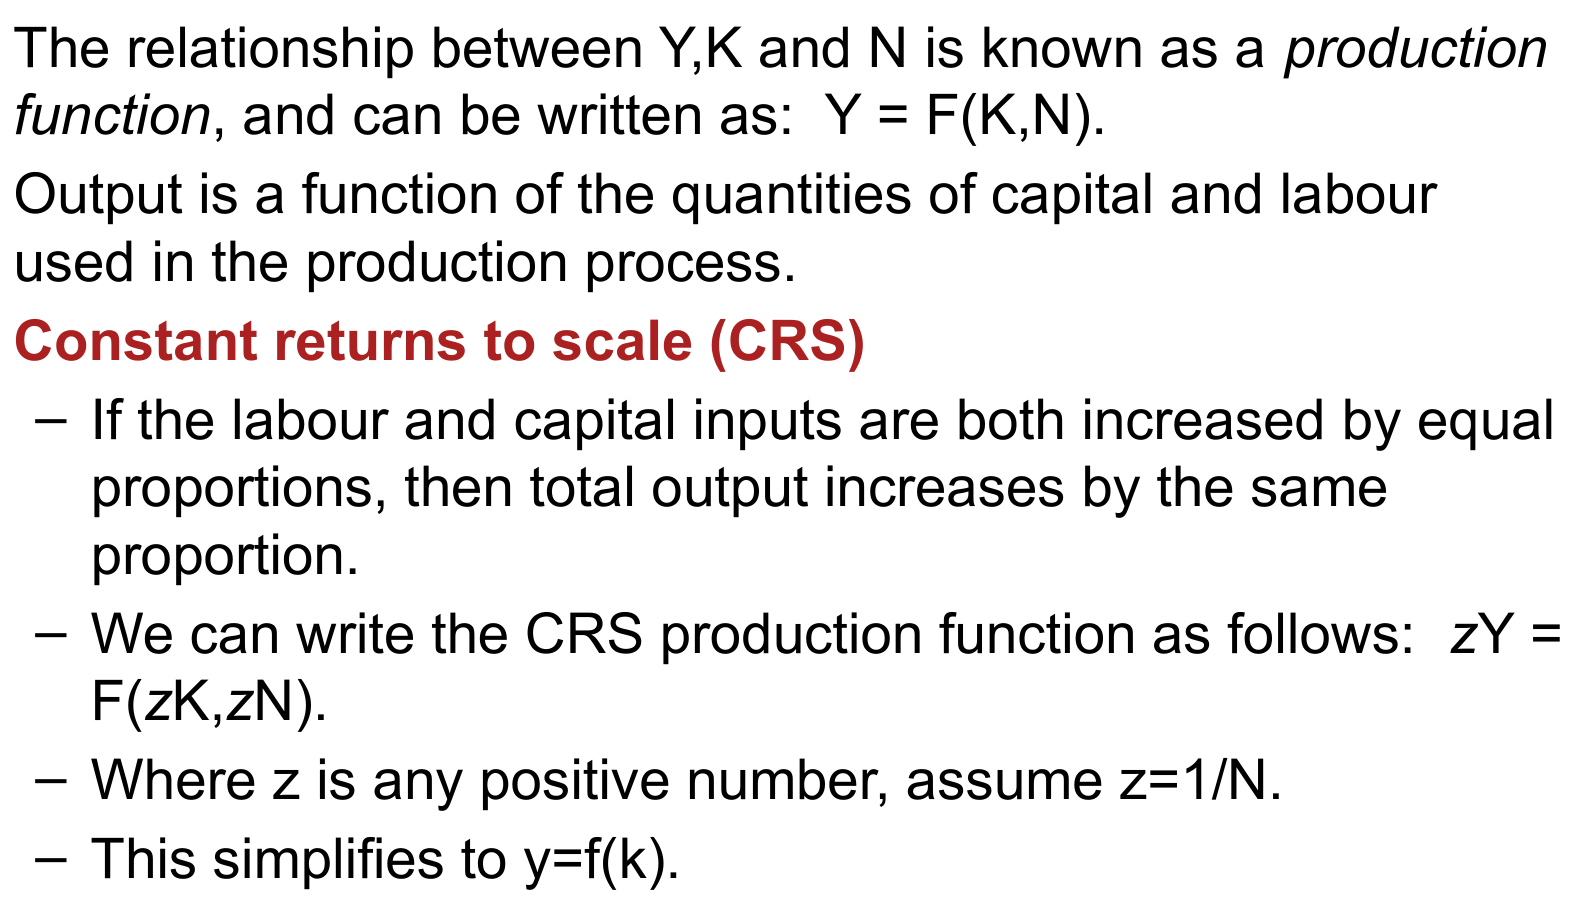 The relationship between Y,K and N is known as a production
function, and can be written as:  Y = F(K,N).
Output is a function of the quantities of capital and labour
used in the production process.
Constant returns to scale (CRS)
– If the labour and capital inputs are both increased by equal
proportions, then total output increases by the same
proportion.
– We can write the CRS production function as follows:  zY =
F(zK,zN).
– Where z is any positive number, assume z=1/N.
– This simplifies to y=f(k).